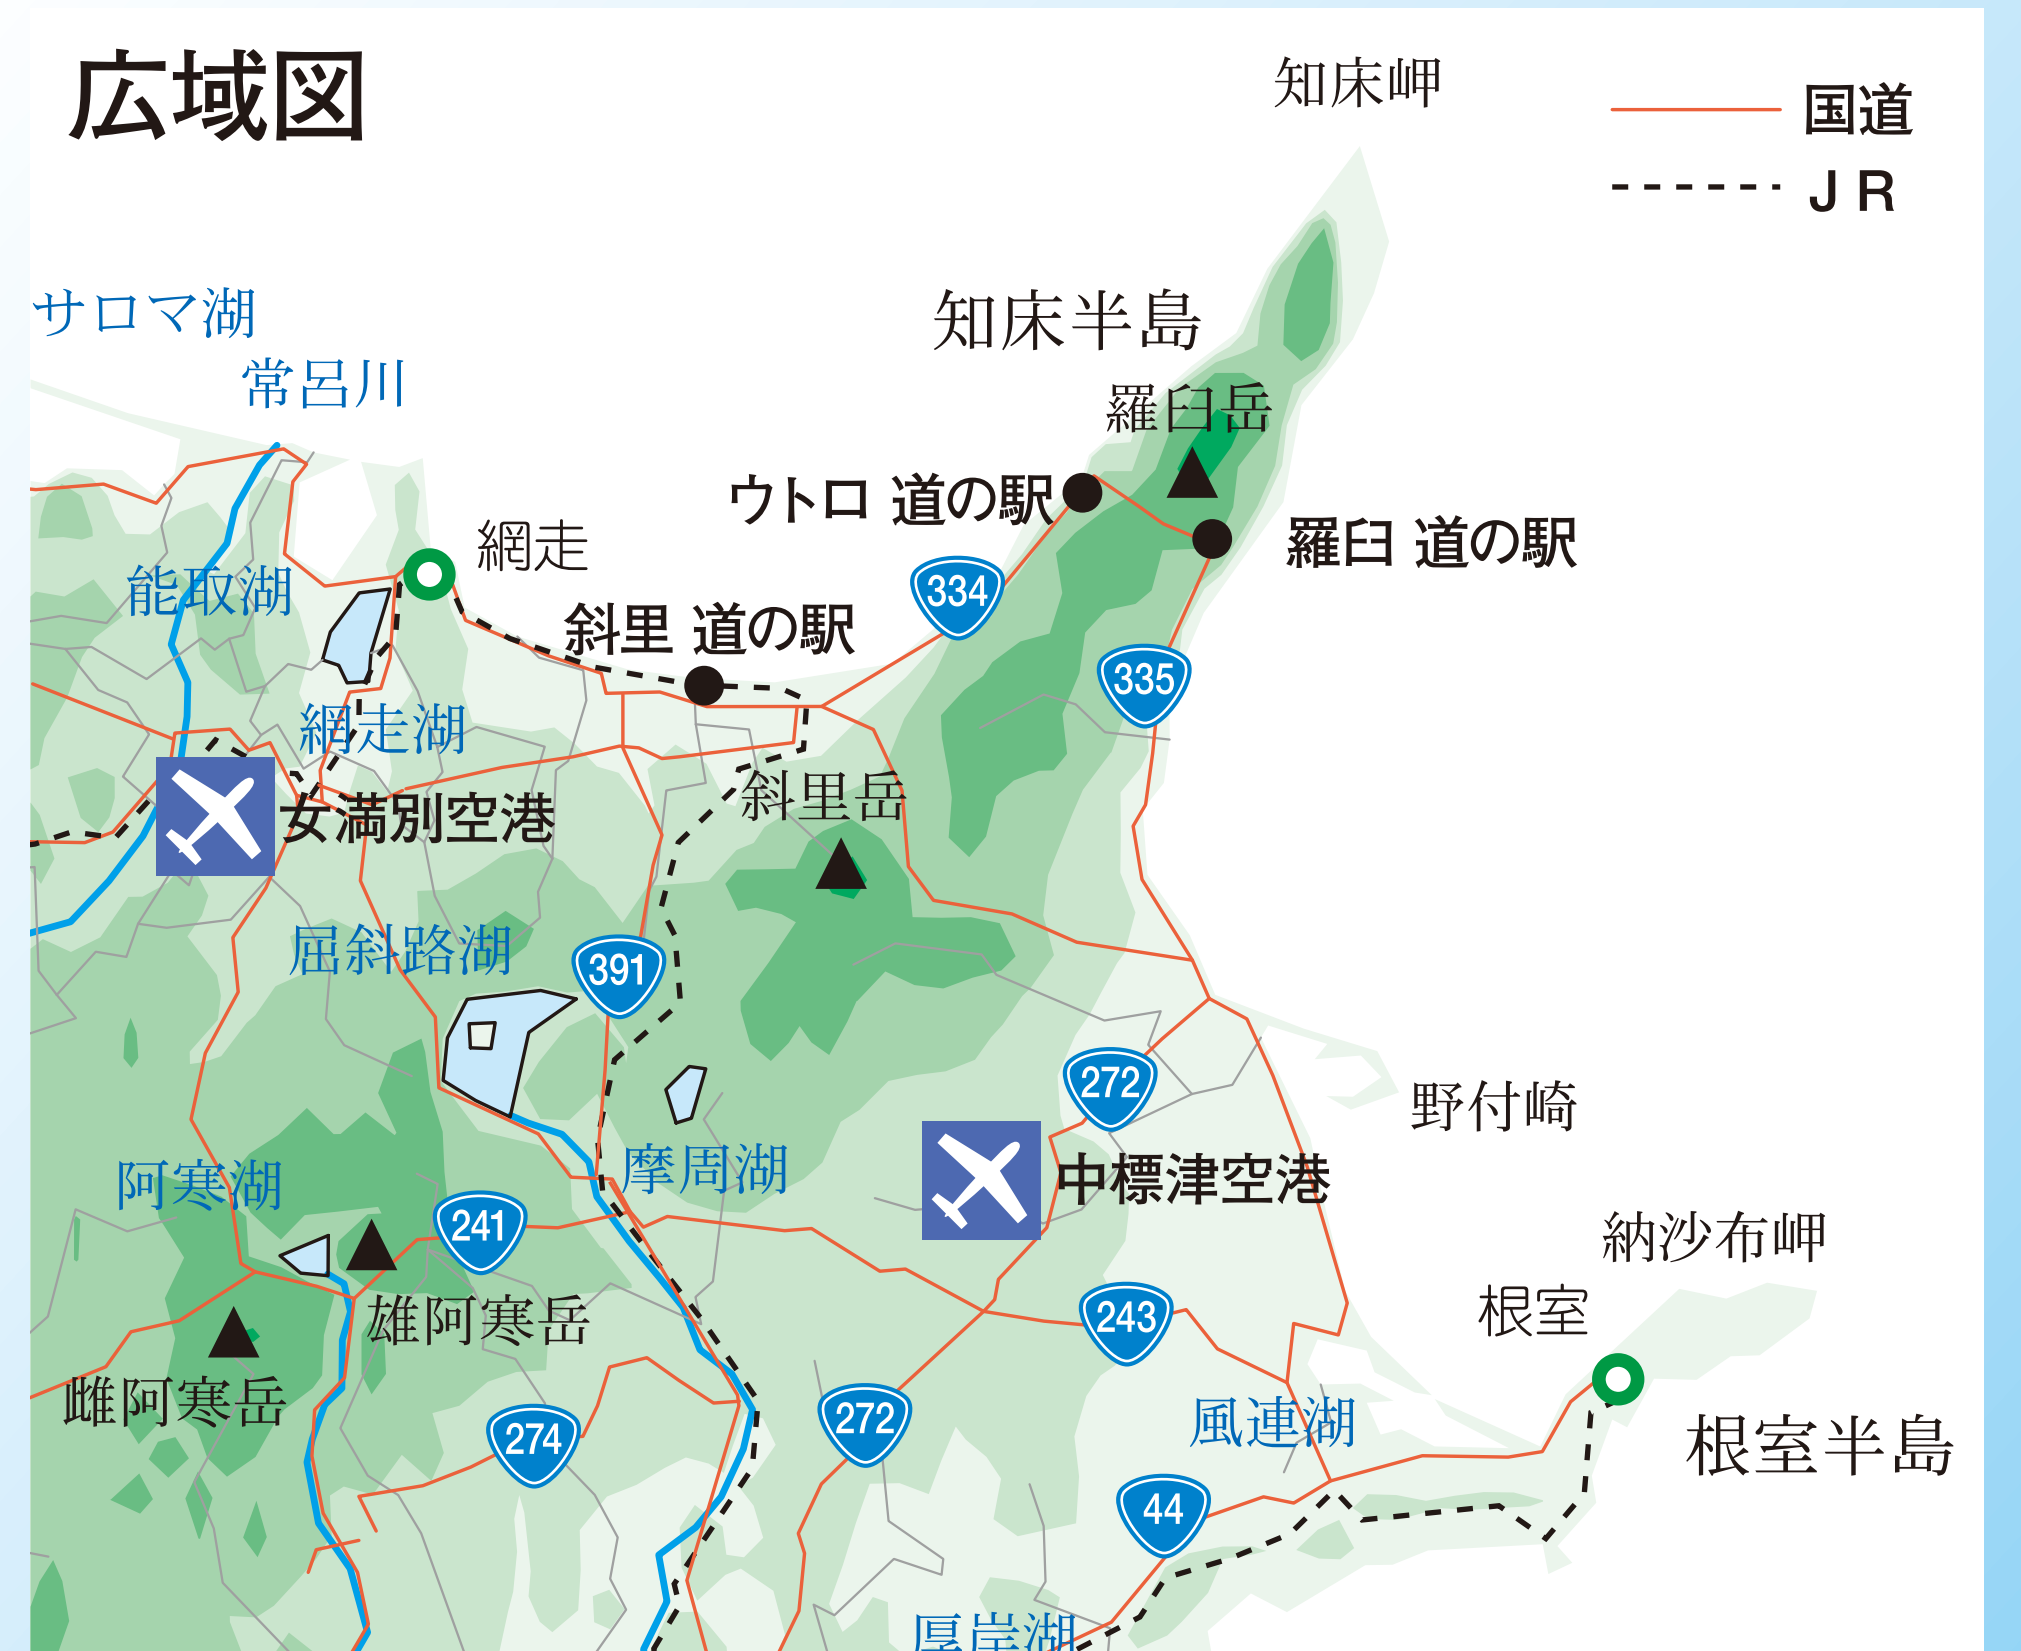 広域図
知床岬
国道
JR
サロマ湖
常呂川
知床半島
羅臼岳
ウトロ 道の駅
羅臼 道の駅
網走
能取湖
334
斜里 道の駅
335
網走湖
斜里岳
女満別空港
屈斜路湖
391
272
野付崎
摩周湖
中標津空港
阿寒湖
241
納沙布岬
根室
243
雄阿寒岳
雌阿寒岳
風連湖
272
274
根室半島
44
厚岸湖